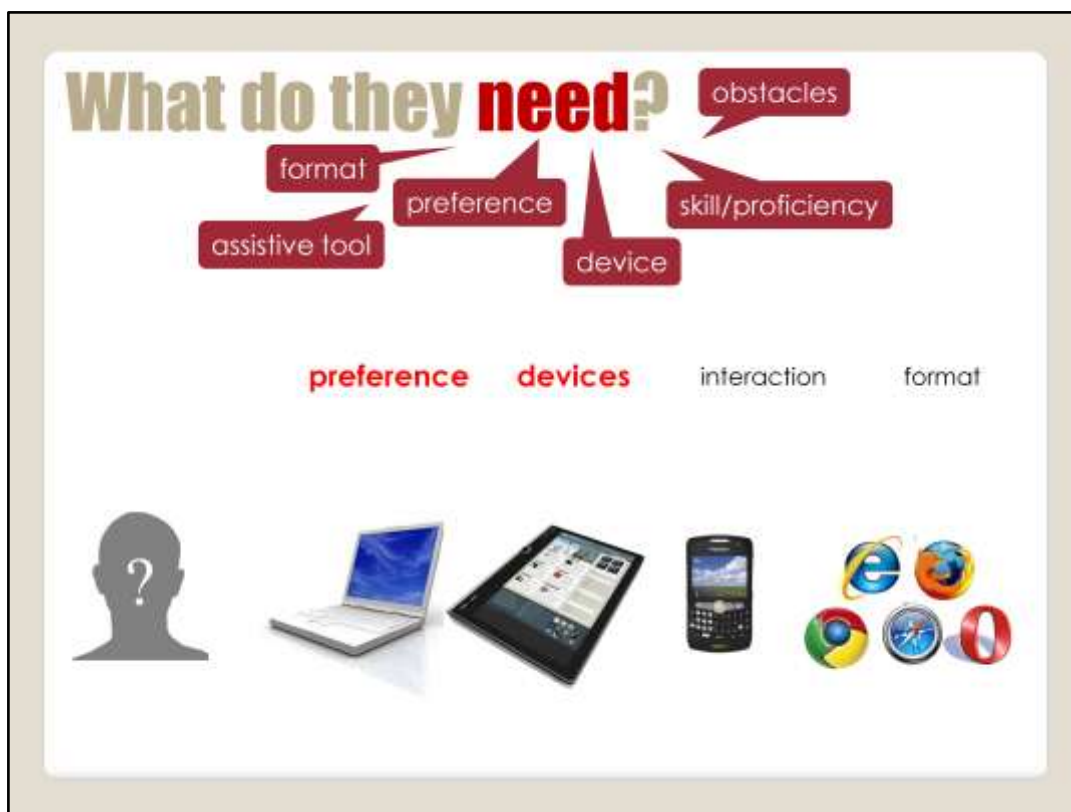 What do they need?
obstacles
format
preference
skill/proficiency
assistive tool
device
preference devices interaction format
?